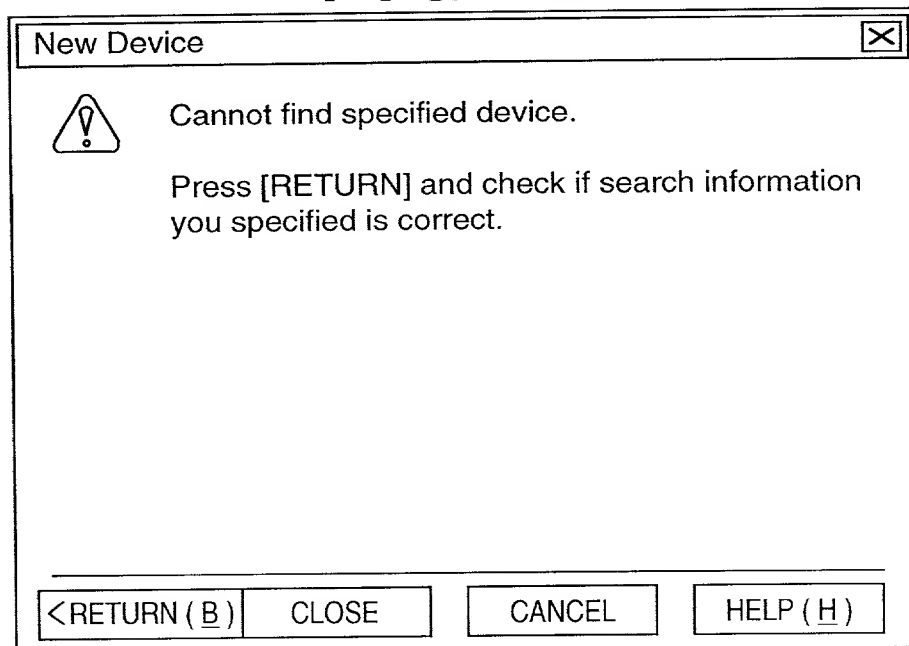 New Device
Cannot find specified device.
Press [RETURN] and check if search information
you specified is correct.
<RETURN ( B ) CLOSE CANCEL HELP ( H )